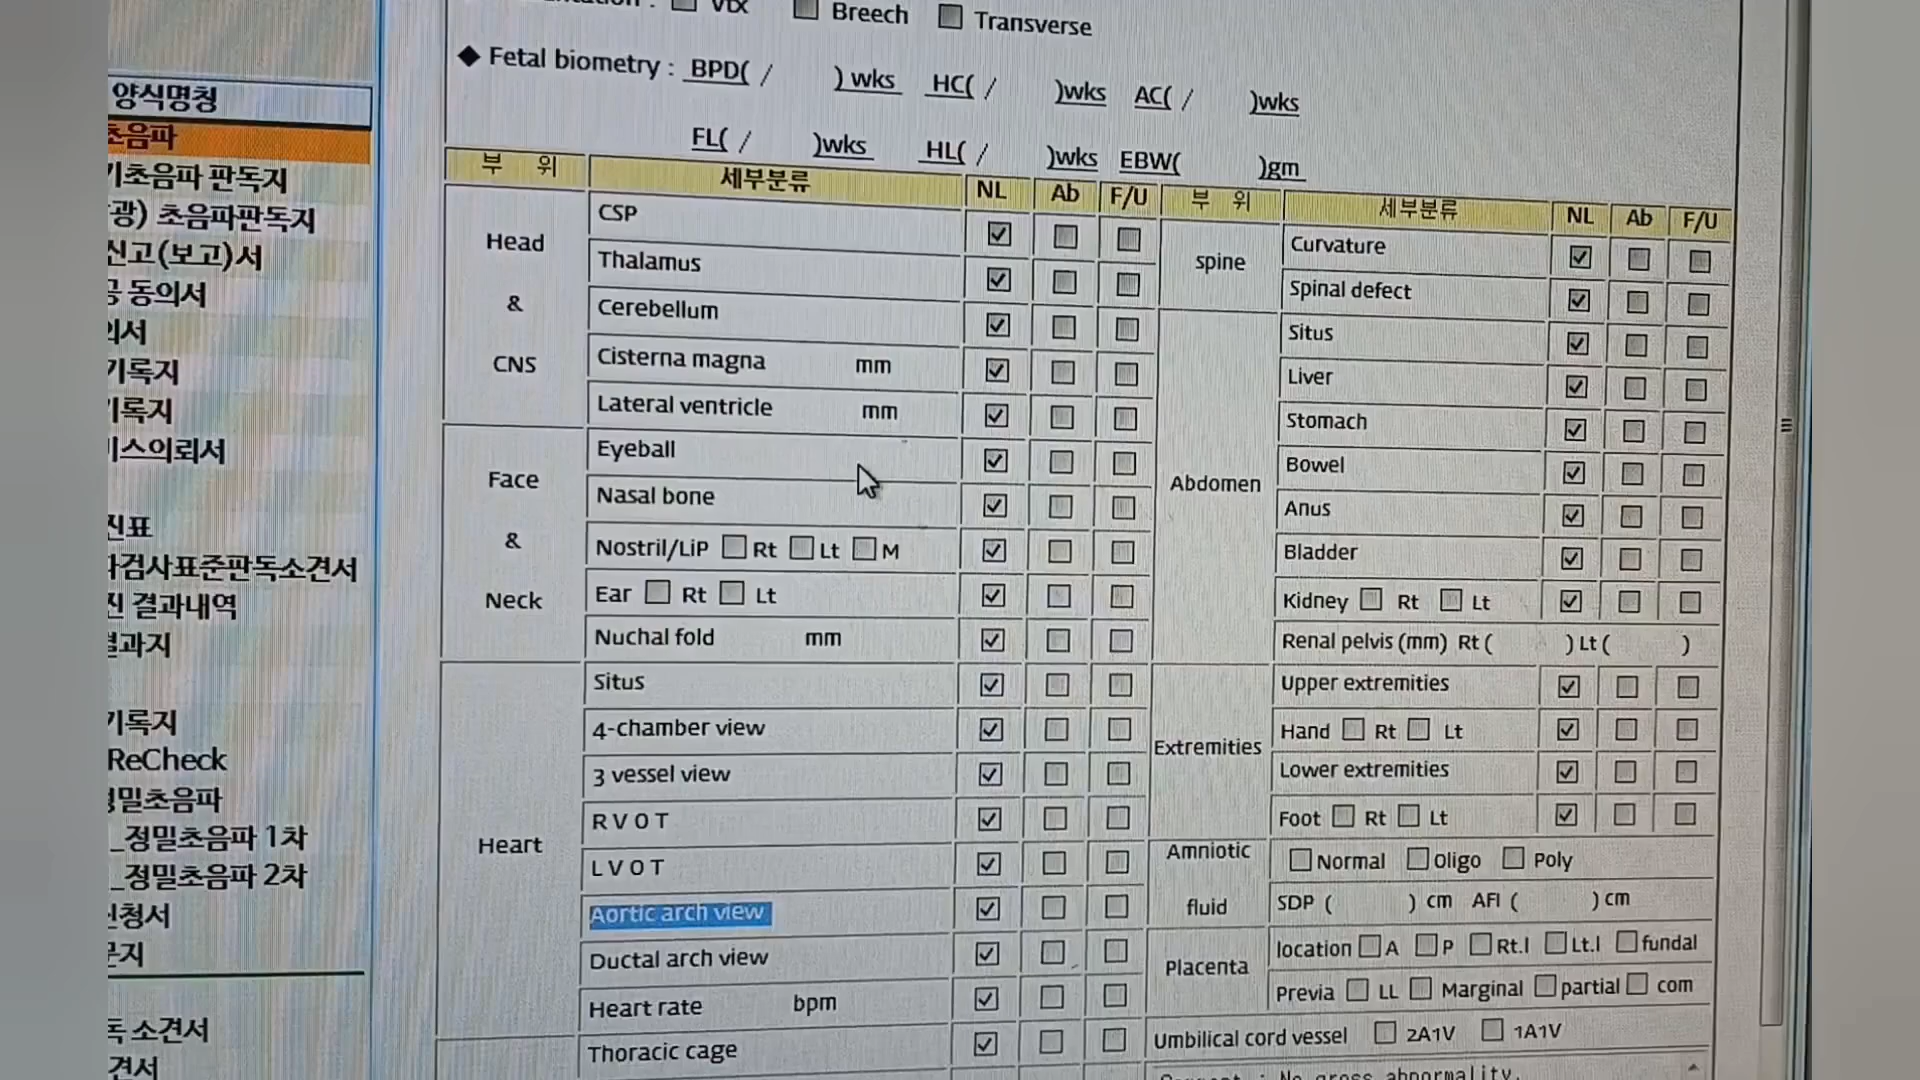 Vtx Breech Transverse
◆ Fetal biometry : BPD( / ) wks HC( / )wks AC( / )wks
FL( / )wks HL( / )wks EBW( )gm
부 위 세부분류 NL Ab F/U 부 위 세부분류 NL Ab F/U
Head & CNS
CSP
Thalamus
Cerebellum
Cisterna magna mm
Lateral ventricle mm
Face & Neck
Eyeball
Nasal bone
Nostril/LiP Rt Lt M
Ear Rt Lt
Nuchal fold mm
Heart
Situs
4-chamber view
3 vessel view
R V O T
L V O T
Aortic arch view
Ductal arch view
Heart rate bpm
Thoracic cage
spine
Curvature
Spinal defect
Abdomen
Situs
Liver
Stomach
Bowel
Anus
Bladder
Kidney Rt Lt
Renal pelvis (mm) Rt ( ) Lt ( )
Extremities
Upper extremities
Hand Rt Lt
Lower extremities
Foot Rt Lt
Amniotic fluid
Normal Oligo Poly
SDP ( ) cm AFI ( ) cm
Placenta
location A P Rt.l Lt.l fundal
Previa LL Marginal partial com
Umbilical cord vessel 2A1V 1A1V
: No gross abnormality.
양식명칭
초음파
기초음파 판독지
광) 초음파판독지
신고(보고)서
동의서
의서
기록지
기록지
비스의뢰서
진표
검사표준판독소견서
진 결과내역
결과지
기록지
ReCheck
정밀초음파
_정밀초음파 1차
_정밀초음파 2차
신청서
문지
독 소견서
견서